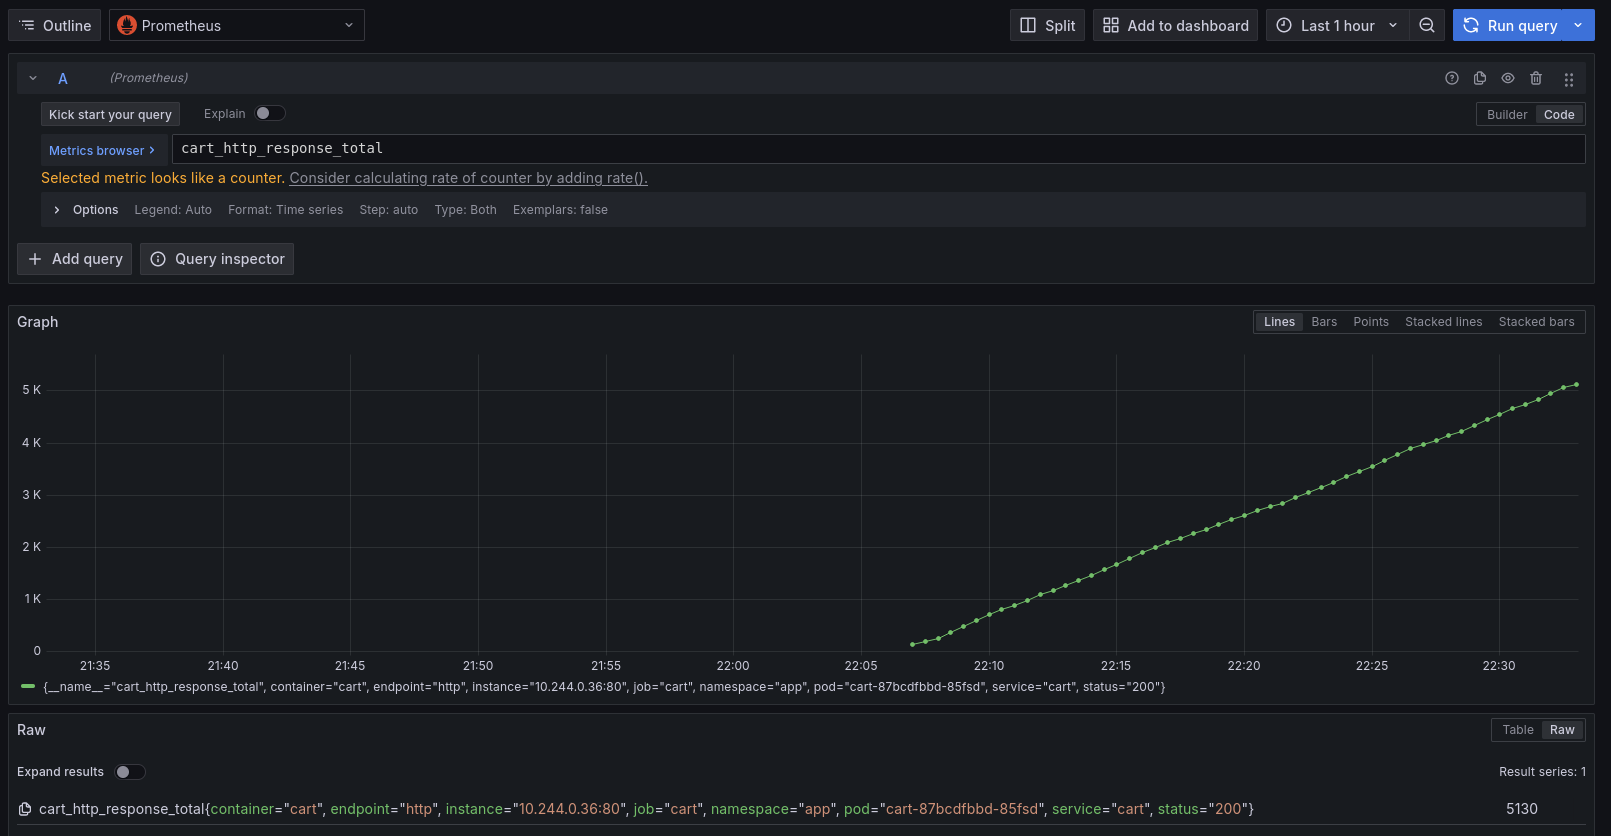 Outline Prometheus Split Add to dashboard Last 1 hour Run query
A (Prometheus)
Kick start your query Explain Builder Code
Metrics browser > cart_http_response_total
Selected metric looks like a counter. Consider calculating rate of counter by adding rate().
Options Legend: Auto Format: Time series Step: auto Type: Both Exemplars: false
+ Add query Query inspector
Graph Lines Bars Points Stacked lines Stacked bars
5 K
4 K
3 K
2 K
1 K
0
21:35 21:40 21:45 21:50 21:55 22:00 22:05 22:10 22:15 22:20 22:25 22:30
{__name__="cart_http_response_total", container="cart", endpoint="http", instance="10.244.0.36:80", job="cart", namespace="app", pod="cart-87bcdfbbd-85fsd", service="cart", status="200"}
Raw Table Raw
Expand results Result series: 1
cart_http_response_total{container="cart", endpoint="http", instance="10.244.0.36:80", job="cart", namespace="app", pod="cart-87bcdfbbd-85fsd", service="cart", status="200"} 5130